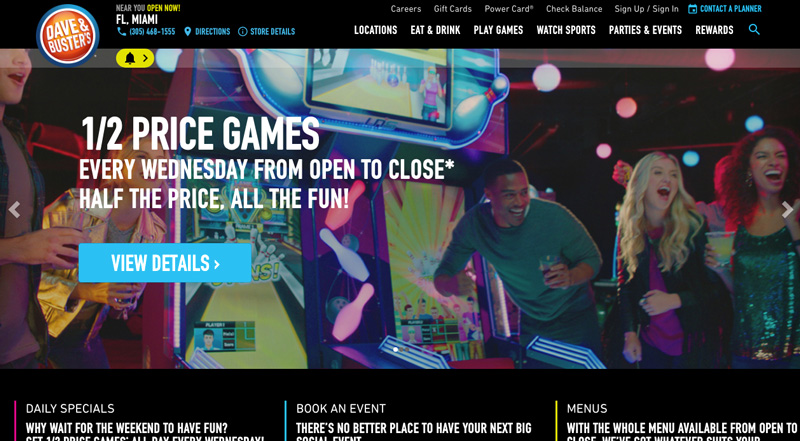 DAVE &
BUSTER'S
NEAR YOU OPEN NOW!
FL, MIAMI
(305) 468-1555 DIRECTIONS STORE DETAILS
Careers Gift Cards Power Card® Check Balance Sign Up / Sign In CONTACT A PLANNER
LOCATIONS EAT & DRINK PLAY GAMES WATCH SPORTS PARTIES & EVENTS REWARDS
1/2 PRICE GAMES
EVERY WEDNESDAY FROM OPEN TO CLOSE*
HALF THE PRICE, ALL THE FUN!
VIEW DETAILS ›
PLAYER 1
DAILY SPECIALS
WHY WAIT FOR THE WEEKEND TO HAVE FUN?
GET 1/2 PRICE GAMES* ALL DAY EVERY WEDNESDAY!
BOOK AN EVENT
THERE'S NO BETTER PLACE TO HAVE YOUR NEXT BIG
SOCIAL EVENT
MENUS
WITH THE WHOLE MENU AVAILABLE FROM OPEN TO
CLOSE, WE'VE GOT WHATEVER SUITS YOUR